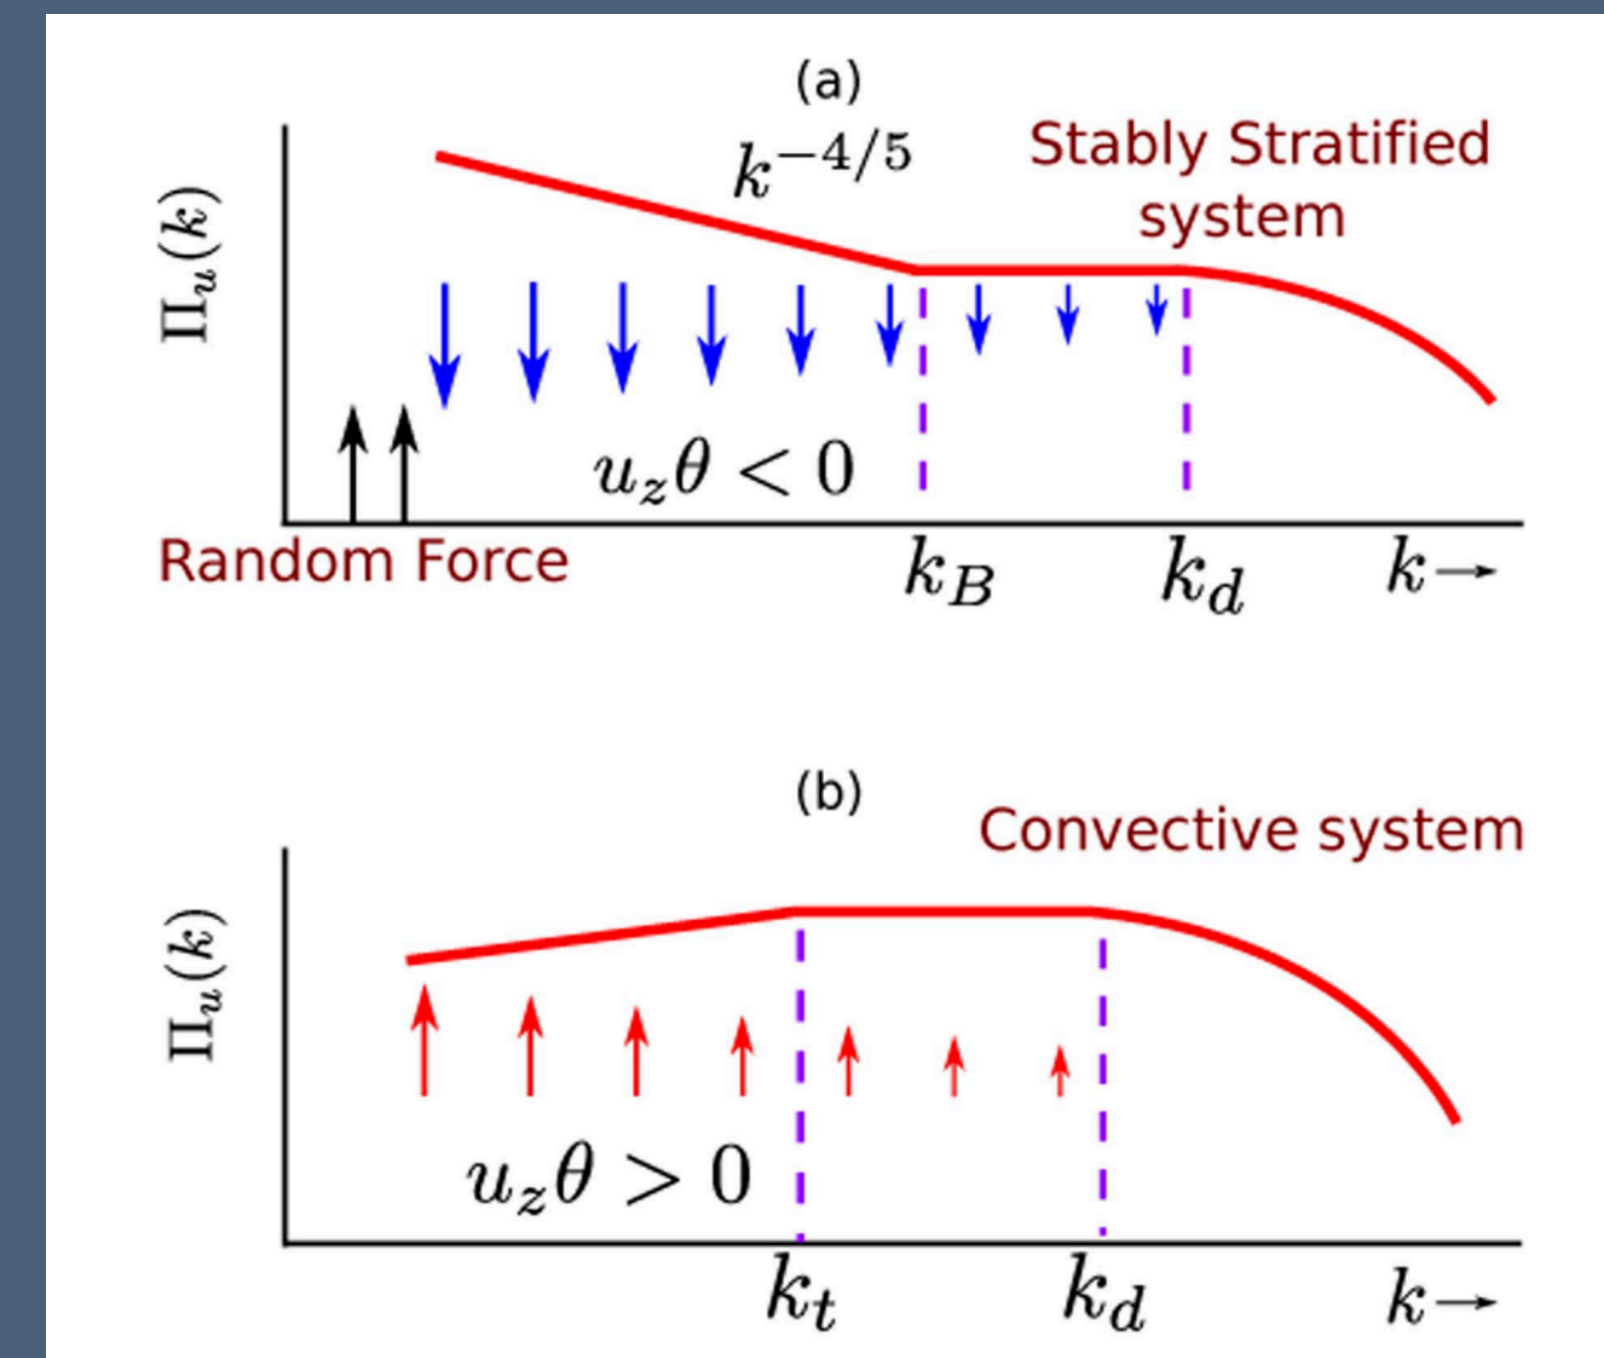 (a)
k^{-4/5}
Stably Stratified
system
Π_u(k)
u_zθ < 0
Random Force
k_B
k_d
k→
(b)
Convective system
Π_u(k)
u_zθ > 0
k_t
k_d
k→